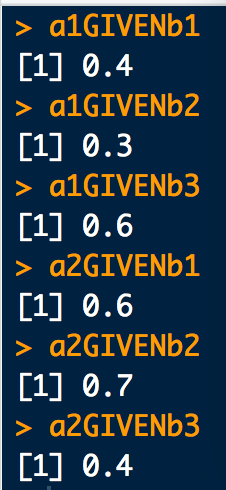 > a1GIVENb1
[1] 0.4
> a1GIVENb2
[1] 0.3
> a1GIVENb3
[1] 0.6
> a2GIVENb1
[1] 0.6
> a2GIVENb2
[1] 0.7
> a2GIVENb3
[1] 0.4